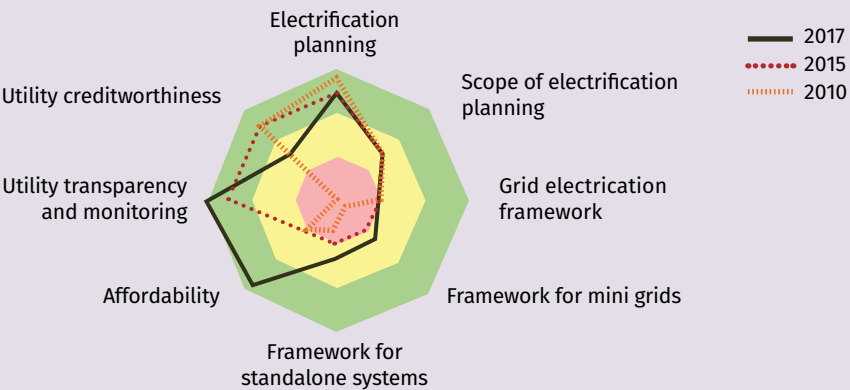 Electrification
planning
2017
2015
2010
Scope of electrification
planning
Utility creditworthiness
Utility transparency
and monitoring
Grid electrication
framework
Affordability
Framework for mini grids
Framework for
standalone systems